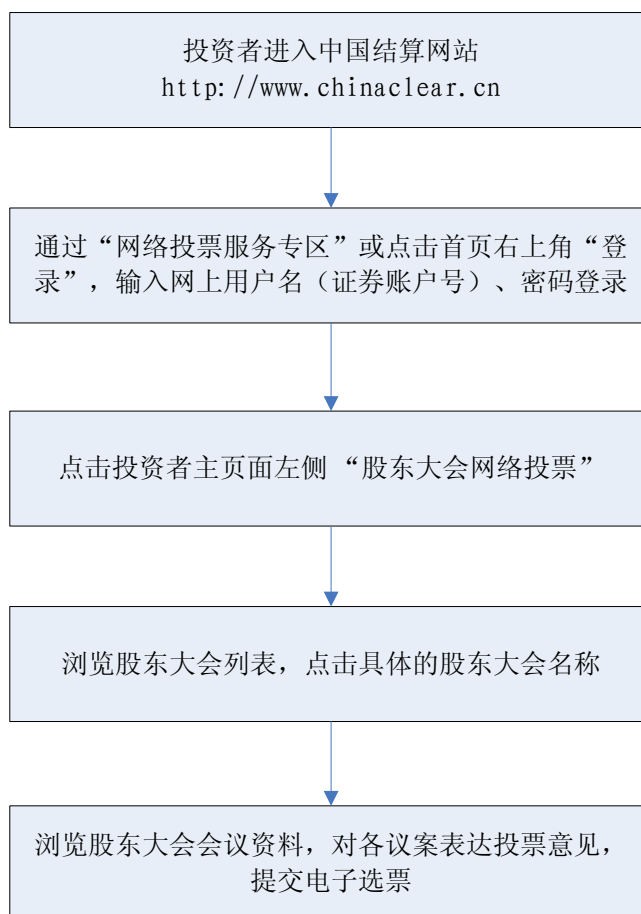 投资者进入中国结算网站
http://www.chinaclear.cn
通过“网络投票服务专区”或点击首页右上角“登
录”，输入网上用户名（证券账户号）、密码登录
点击投资者主页面左侧 “股东大会网络投票”
浏览股东大会列表，点击具体的股东大会名称
浏览股东大会会议资料，对各议案表达投票意见，
提交电子选票